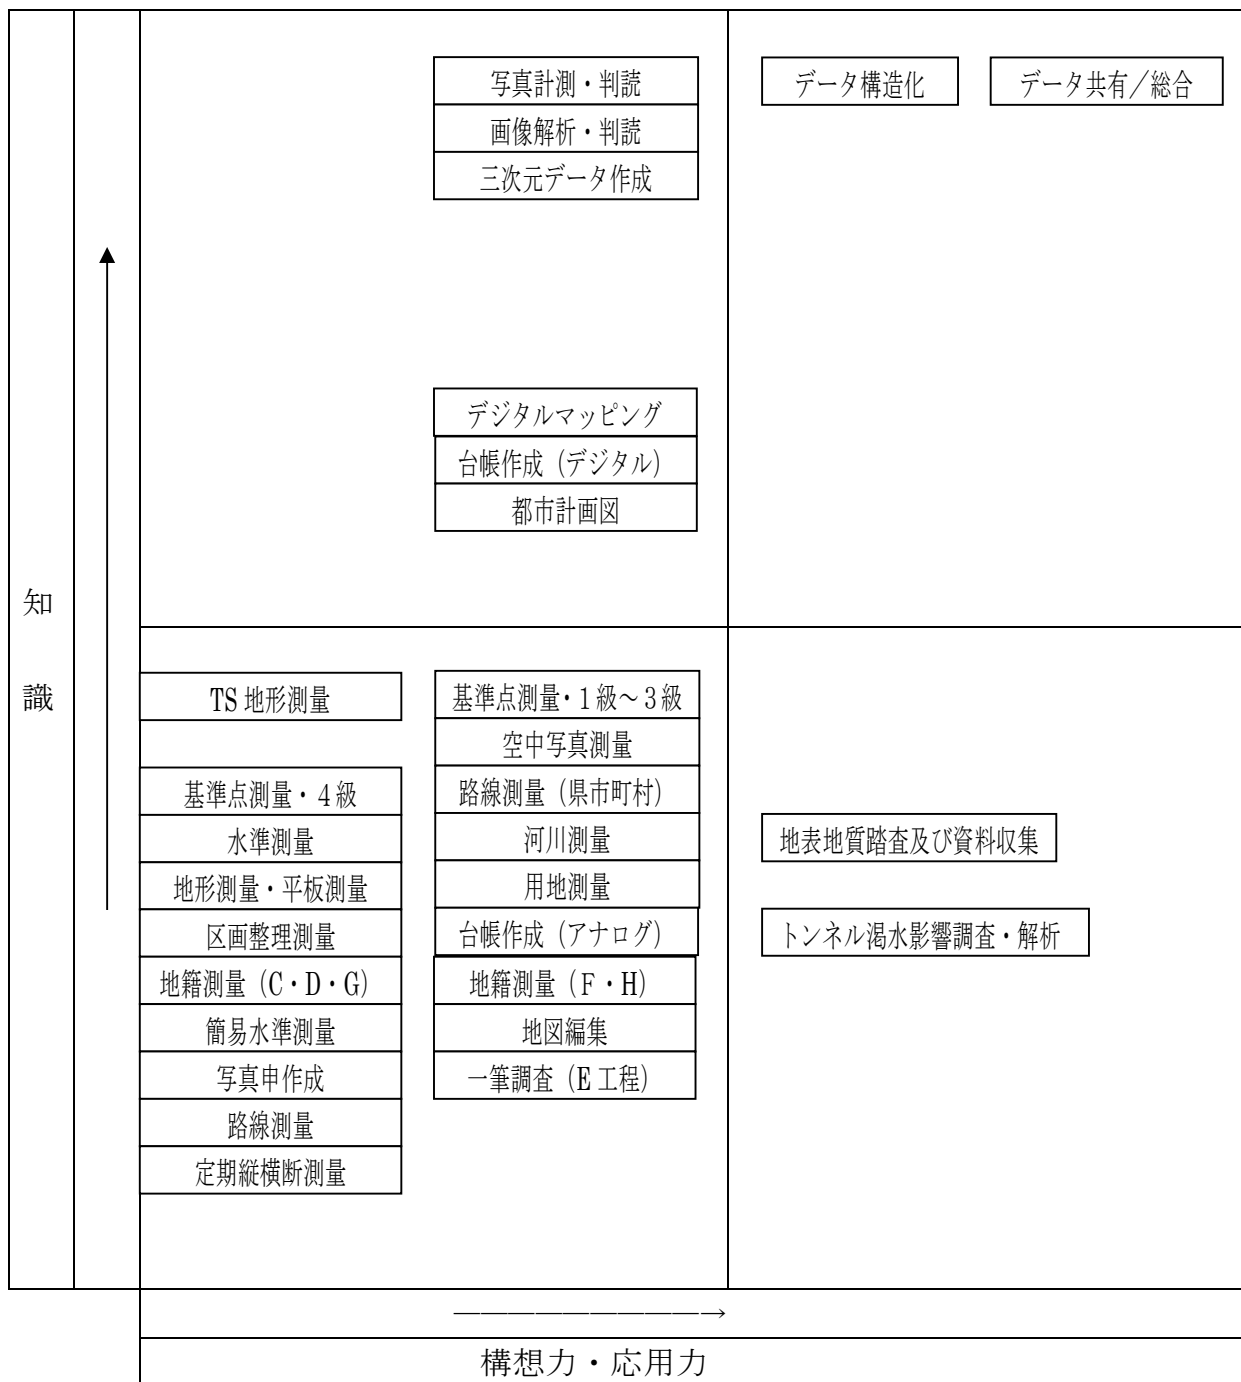 写真計測・判読
画像解析・判読
三次元データ作成
データ構造化
データ共有／総合
デジタルマッピング
台帳作成（デジタル）
都市計画図
知
識
TS 地形測量
基準点測量・４級
水準測量
地形測量・平板測量
区画整理測量
地籍測量（C・D・G）
簡易水準測量
写真申作成
路線測量
定期縦横断測量
基準点測量・１級～３級
空中写真測量
路線測量（県市町村）
河川測量
用地測量
台帳作成（アナログ）
地籍測量（Ｆ・H）
地図編集
一筆調査（E 工程）
地表地質踏査及び資料収集
トンネル渇水影響調査・解析
――――――――――→
構想力・応用力